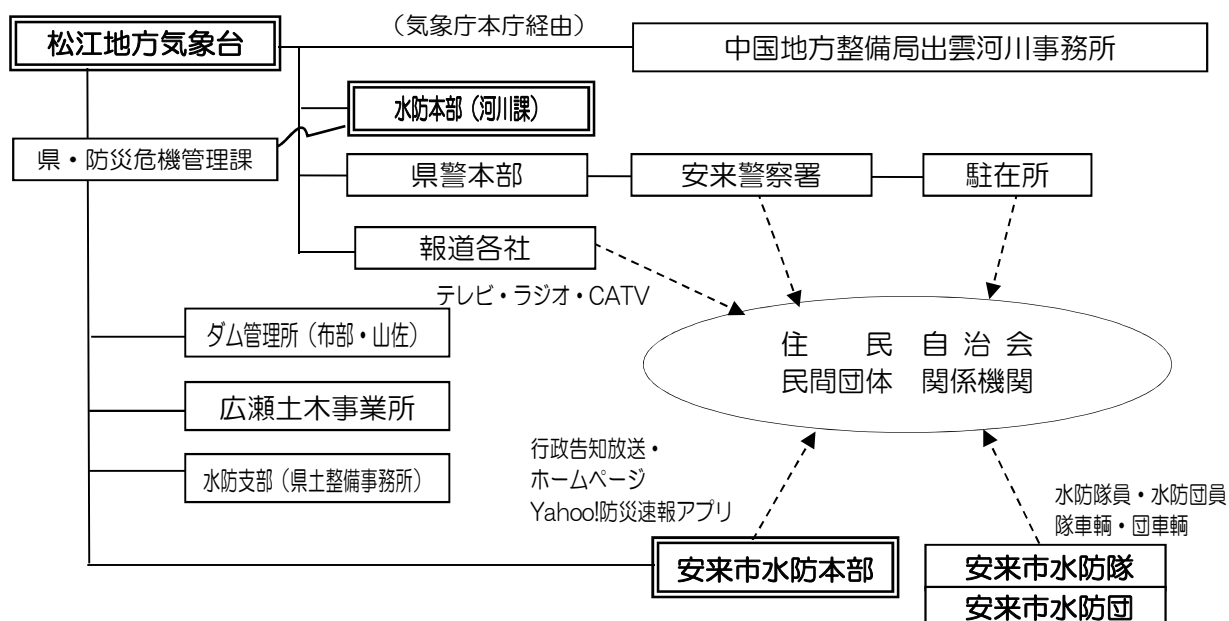 松江地方気象台
（気象庁本庁経由）
中国地方整備局出雲河川事務所
水防本部（河川課）
県・防災危機管理課
県警本部
安来警察署
駐在所
報道各社
テレビ・ラジオ・CATV
ダム管理所（布部・山佐）
住　民　自治会
民間団体　関係機関
広瀬土木事業所
水防支部（県土整備事務所）
行政告知放送・
ホームページ
Yahoo!防災速報アプリ
水防隊員・水防団員
隊車輌・団車輌
安来市水防本部
安来市水防隊
安来市水防団